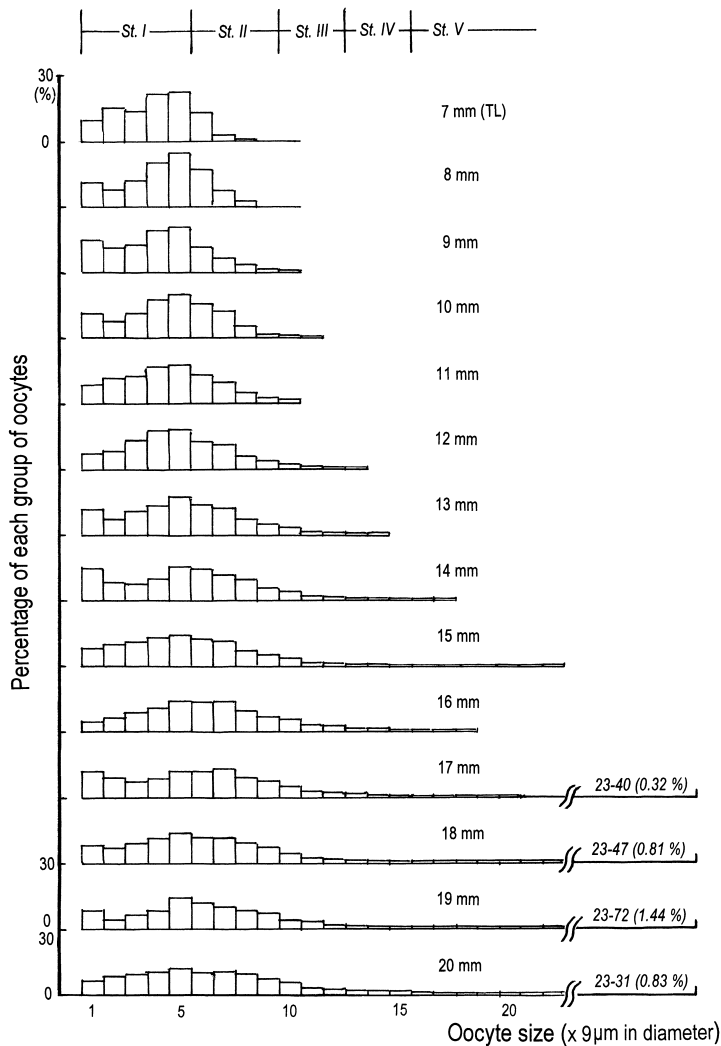 St. I St. II St. III St. IV St. V
30
(%)
7 mm (TL)
0
8 mm
9 mm
10 mm
11 mm
12 mm
13 mm
14 mm
15 mm
16 mm
17 mm
23-40 (0.32 %)
18 mm
23-47 (0.81 %)
30
19 mm
23-72 (1.44 %)
0
30
20 mm
23-31 (0.83 %)
0
1 5 10 15 20
Oocyte size (x 9µm in diameter)
Percentage of each group of oocytes